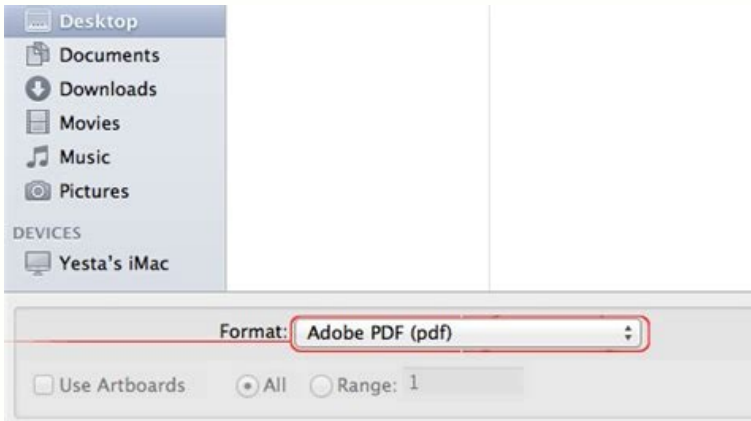 Desktop
Documents
Downloads
Movies
Music
Pictures
DEVICES
Yesta's iMac
Format: Adobe PDF (pdf)
Use Artboards All Range: 1